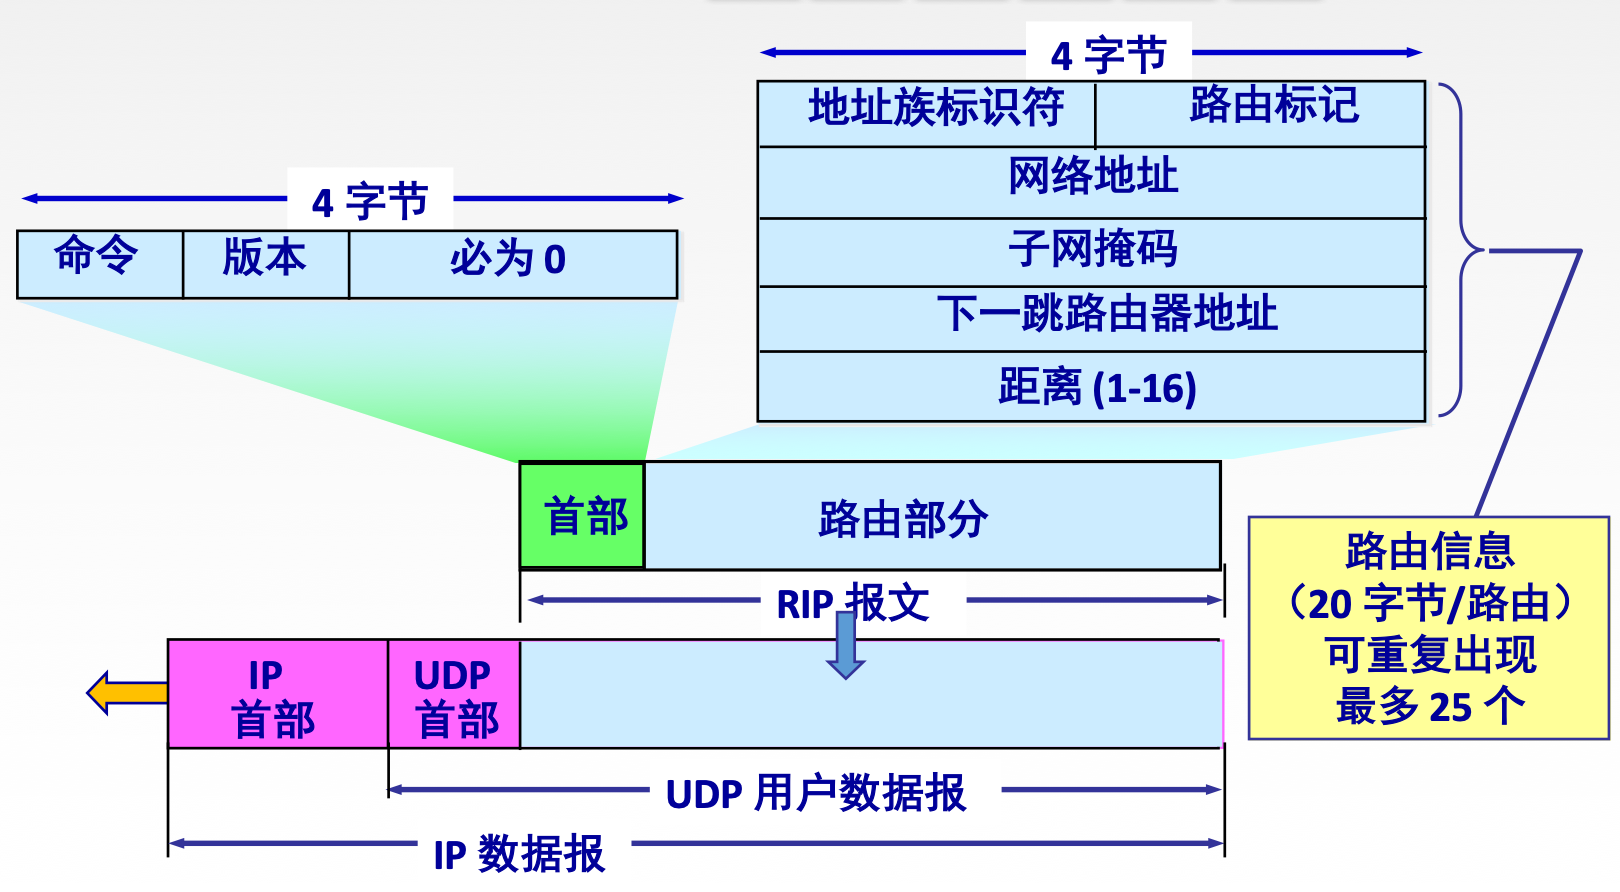 4 字节
地址族标识符 路由标记
网络地址
子网掩码
下一跳路由器地址
距离 (1-16)
4 字节
命令 版本 必为 0
首部 路由部分
路由信息
（20 字节/路由）
可重复出现
最多 25 个
RIP 报文
IP
首部
UDP
首部
UDP 用户数据报
IP 数据报